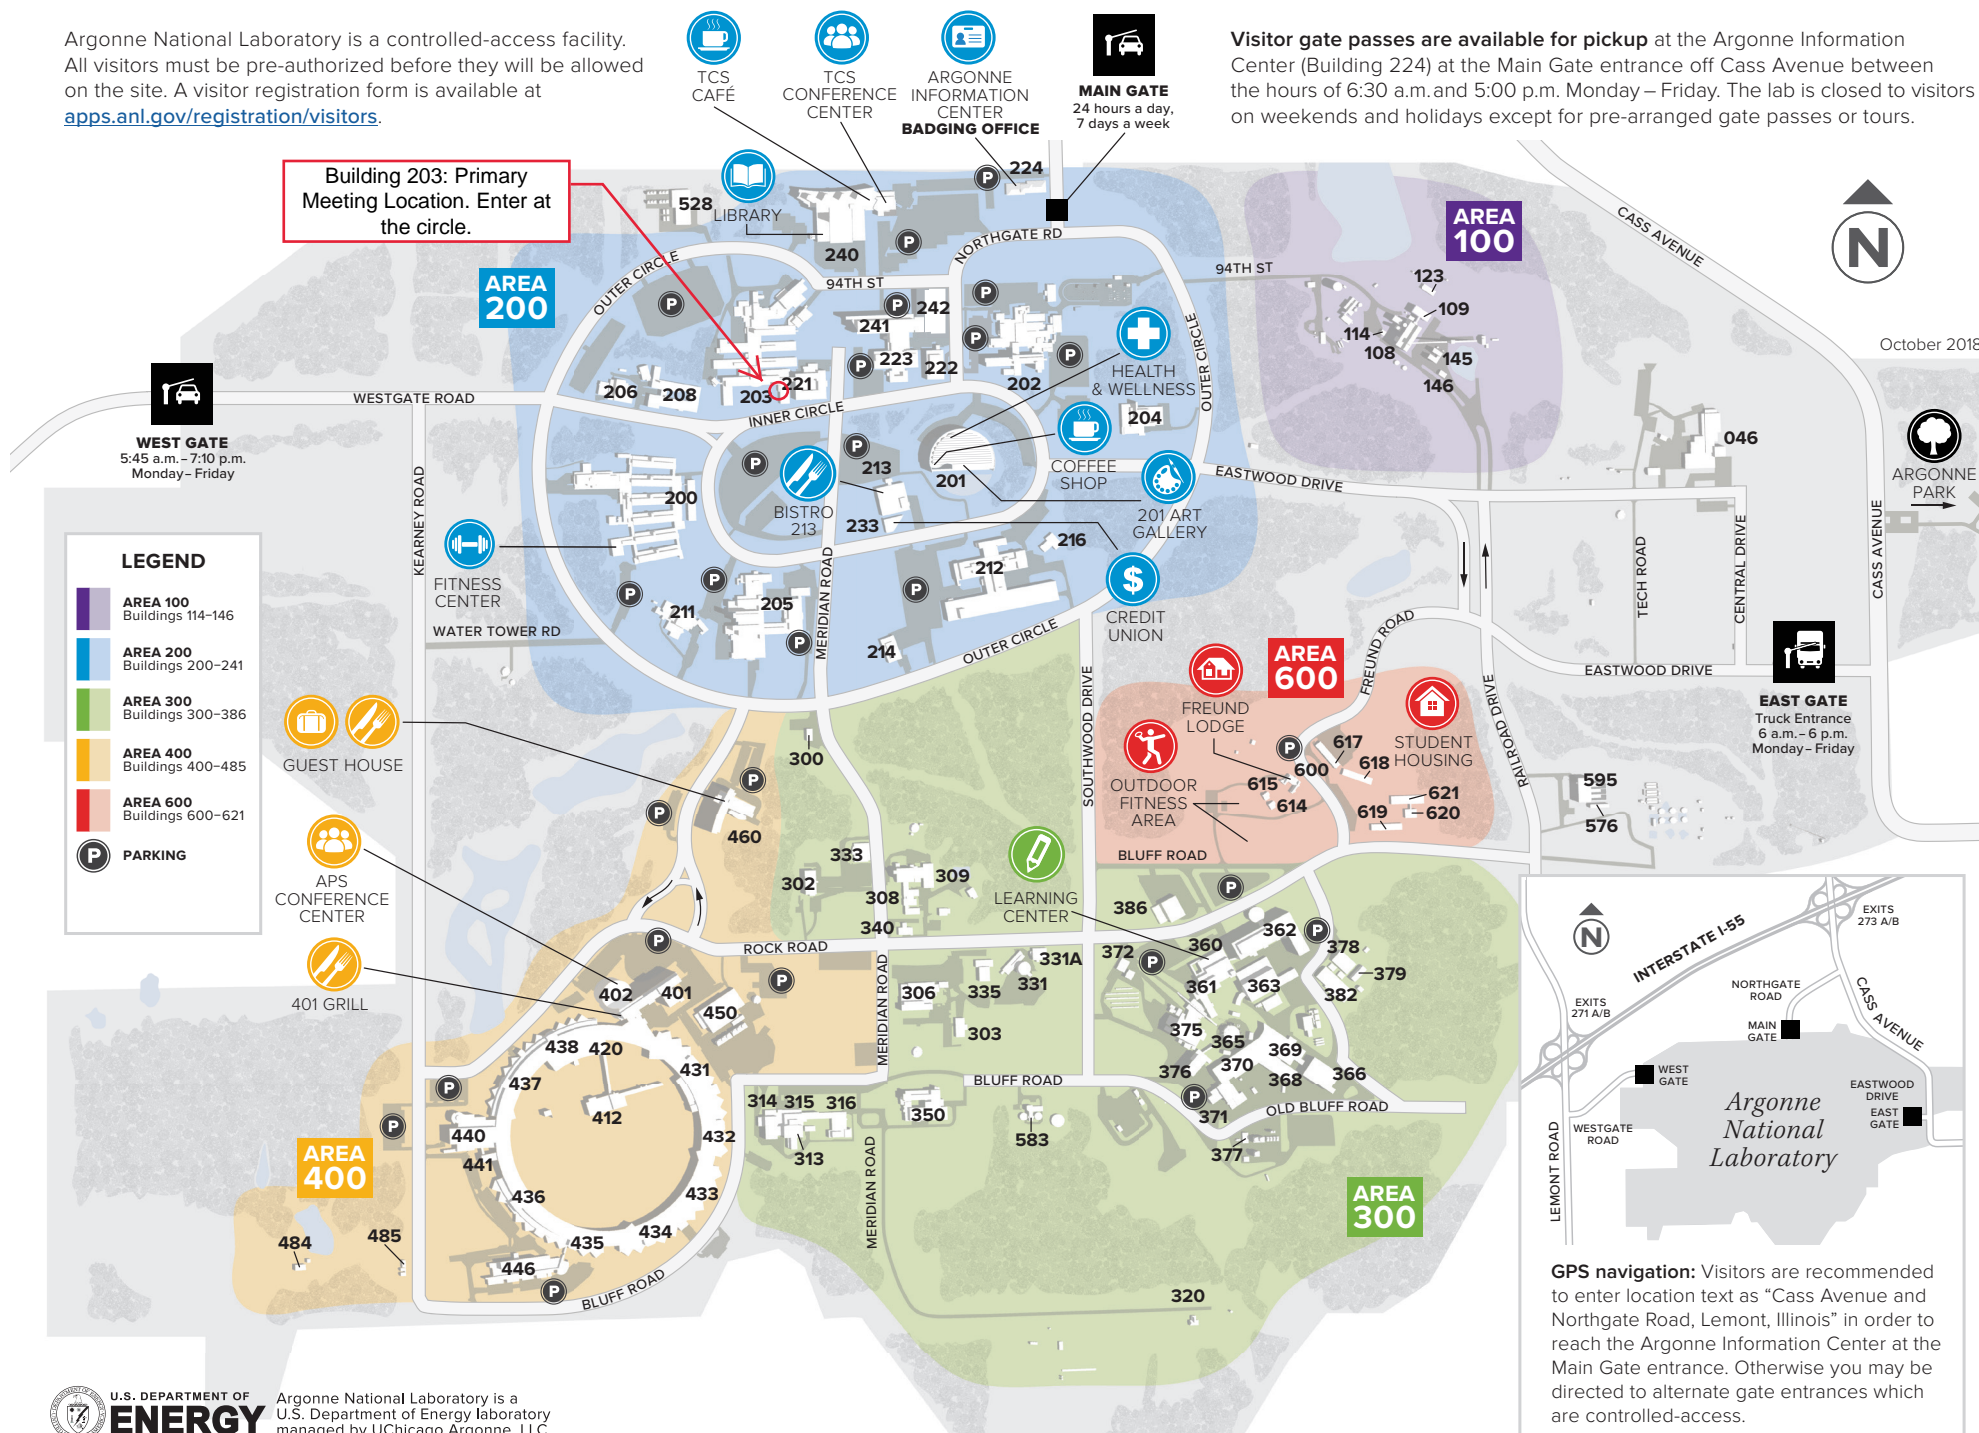 Argonne National Laboratory is a controlled-access facility.
All visitors must be pre-authorized before they will be allowed
on the site. A visitor registration form is available at
apps.anl.gov/registration/visitors.
TCS
CAFÉ
TCS
CONFERENCE
CENTER
ARGONNE
INFORMATION
CENTER
BADGING OFFICE
MAIN GATE
24 hours a day,
7 days a week
Visitor gate passes are available for pickup at the Argonne Information
Center (Building 224) at the Main Gate entrance off Cass Avenue between
the hours of 6:30 a.m. and 5:00 p.m. Monday – Friday. The lab is closed to visitors
on weekends and holidays except for pre-arranged gate passes or tours.
Building 203: Primary
Meeting Location. Enter at
the circle.
528
LIBRARY
240
P
224
P
NORTHGATE RD
AREA
100
CASS AVENUE
N
October 2018
AREA
200
OUTER CIRCLE
P
94TH ST
P
242
241
P
P
P
94TH ST
123
109
114
108
145
146
223
P
222
202
HEALTH
& WELLNESS
OUTER CIRCLE
206
208
203
221
INNER CIRCLE
204
WESTGATE ROAD
WEST GATE
5:45 a.m. – 7:10 p.m.
Monday – Friday
KEARNEY ROAD
P
P
213
201
COFFEE
SHOP
EASTWOOD DRIVE
046
ARGONNE
PARK
200
BISTRO
213
233
201 ART
GALLERY
216
212
FITNESS
CENTER
P
P
P
211
205
P
MERIDIAN ROAD
214
OUTER CIRCLE
$
CREDIT
UNION
WATER TOWER RD
TECH ROAD
CENTRAL DRIVE
CASS AVENUE
LEGEND
AREA 100
Buildings 114–146
AREA 200
Buildings 200–241
AREA 300
Buildings 300–386
AREA 400
Buildings 400–485
AREA 600
Buildings 600–621
P PARKING
AREA
600
FREUND ROAD
EASTWOOD DRIVE
EAST GATE
Truck Entrance
6 a.m. – 6 p.m.
Monday – Friday
SOUTHWOOD DRIVE
RAILROAD DRIVE
FREUND
LODGE
STUDENT
HOUSING
OUTDOOR
FITNESS
AREA
P
617
600
618
615
614
621
619
620
595
576
BLUFF ROAD
GUEST HOUSE
300
P
P
460
333
302
309
308
340
LEARNING
CENTER
386
P
APS
CONFERENCE
CENTER
401 GRILL
P
ROCK ROAD
P
MERIDIAN ROAD
402
401
450
306
335
331
331A
303
372
P
360
362
P
378
379
361
363
382
375
365
369
376
370
368
366
P
371
377
OLD BLUFF ROAD
438
420
431
437
412
P
P
440
441
432
436
433
434
435
446
P
BLUFF ROAD
AREA
400
484
485
314
315
316
313
350
BLUFF ROAD
583
MERIDIAN ROAD
AREA
300
320
N
EXITS
273 A/B
INTERSTATE I-55
NORTHGATE
ROAD
CASS AVENUE
EXITS
271 A/B
MAIN
GATE
WEST
GATE
EASTWOOD
DRIVE
EAST
GATE
WESTGATE
ROAD
LEMONT ROAD
Argonne
National
Laboratory
GPS navigation: Visitors are recommended
to enter location text as “Cass Avenue and
Northgate Road, Lemont, Illinois” in order to
reach the Argonne Information Center at the
Main Gate entrance. Otherwise you may be
directed to alternate gate entrances which
are controlled-access.
U.S. DEPARTMENT OF
ENERGY
Argonne National Laboratory is a
U.S. Department of Energy laboratory
managed by UChicago Argonne, LLC.